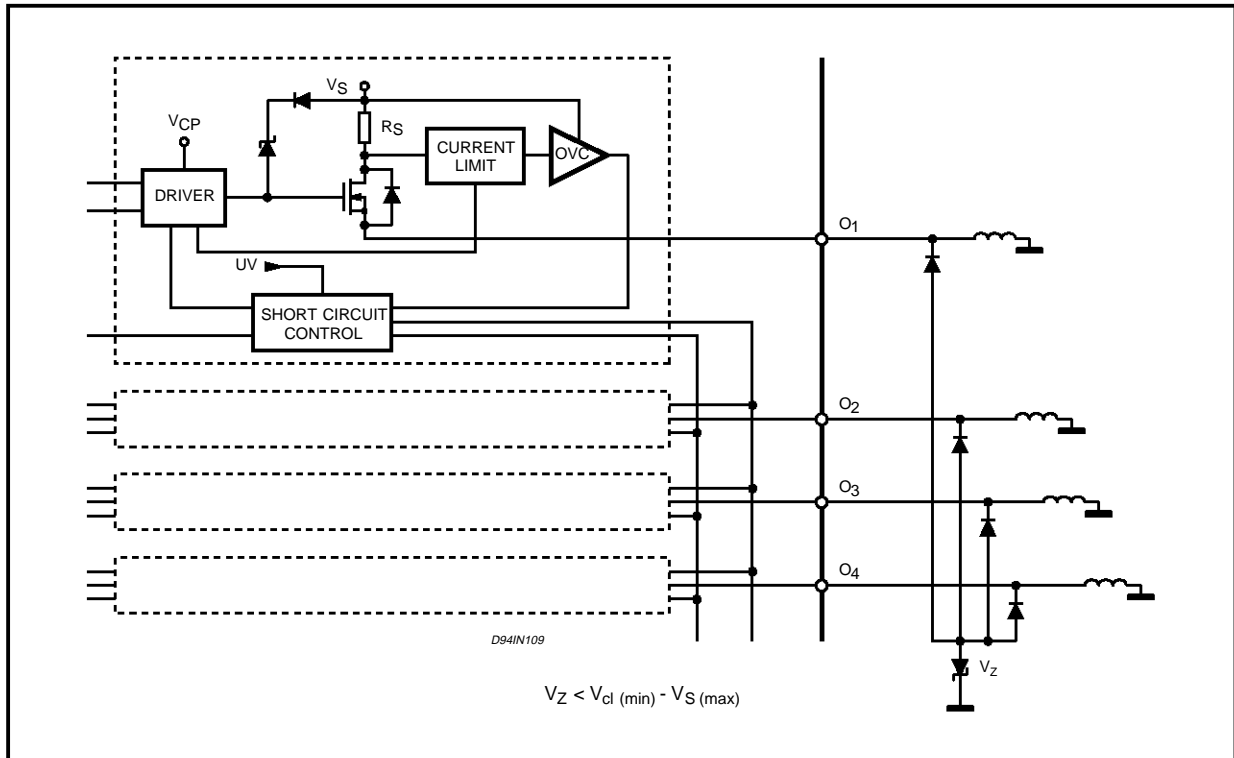 VS
VCP
RS
CURRENT
LIMIT
OVC
DRIVER
O1
UV
SHORT CIRCUIT
CONTROL
O2
O3
O4
D94IN109
VZ
VZ < Vcl (min) - VS (max)